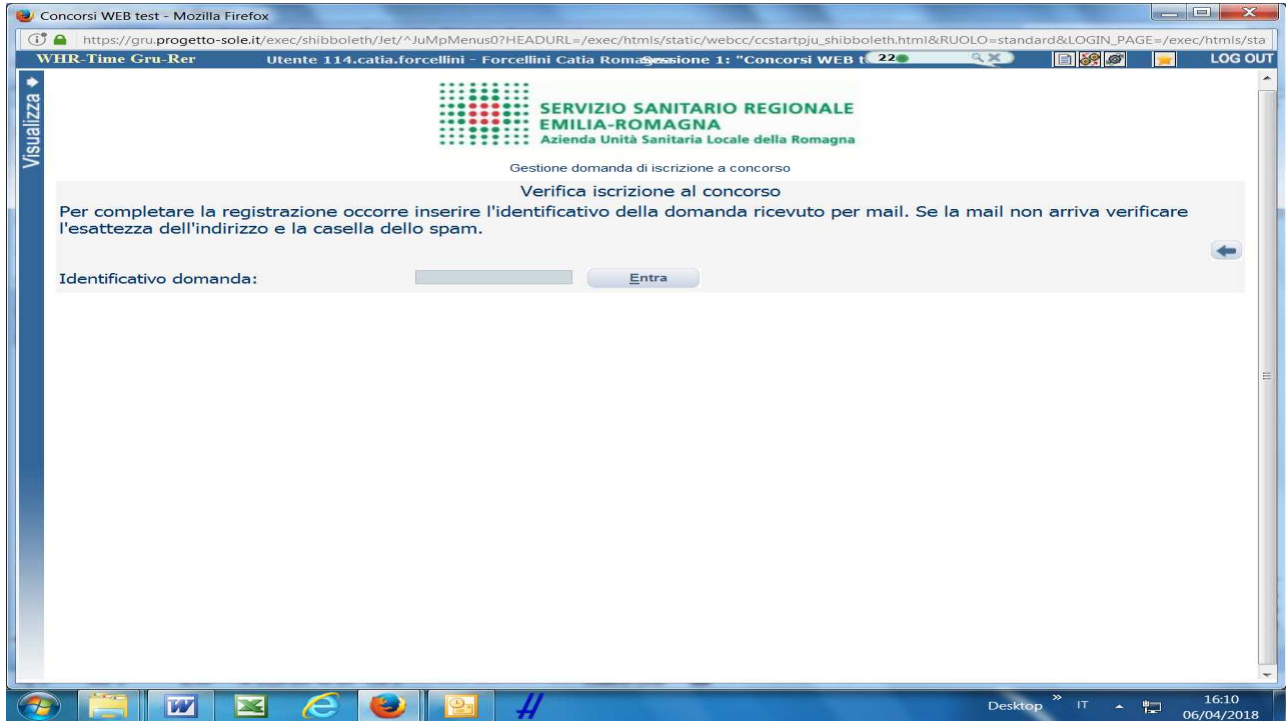 Concorsi WEB test - Mozilla Firefox
https://gru.progetto-sole.it/exec/shibboleth/Jet/^JuMpMenus0?HEADURL=/exec/htmls/static/webcc/ccstartpju_shibboleth.html&RUOLO=standard&LOGIN_PAGE=/exec/htmls/sta
WHR-Time Gru-Rer Utente 114.catia.forcellini - Forcellini Catia 1: "Concorsi WEB t 22 LOG OUT
Visualizza
SERVIZIO SANITARIO REGIONALE
EMILIA-ROMAGNA
Azienda Unità Sanitaria Locale della Romagna
Gestione domanda di iscrizione a concorso
Verifica iscrizione al concorso
Per completare la registrazione occorre inserire l'identificativo della domanda ricevuto per mail. Se la mail non arriva verificare
l'esattezza dell'indirizzo e la casella dello spam.
Identificativo domanda: Entra
Desktop » IT 16:10
06/04/2018